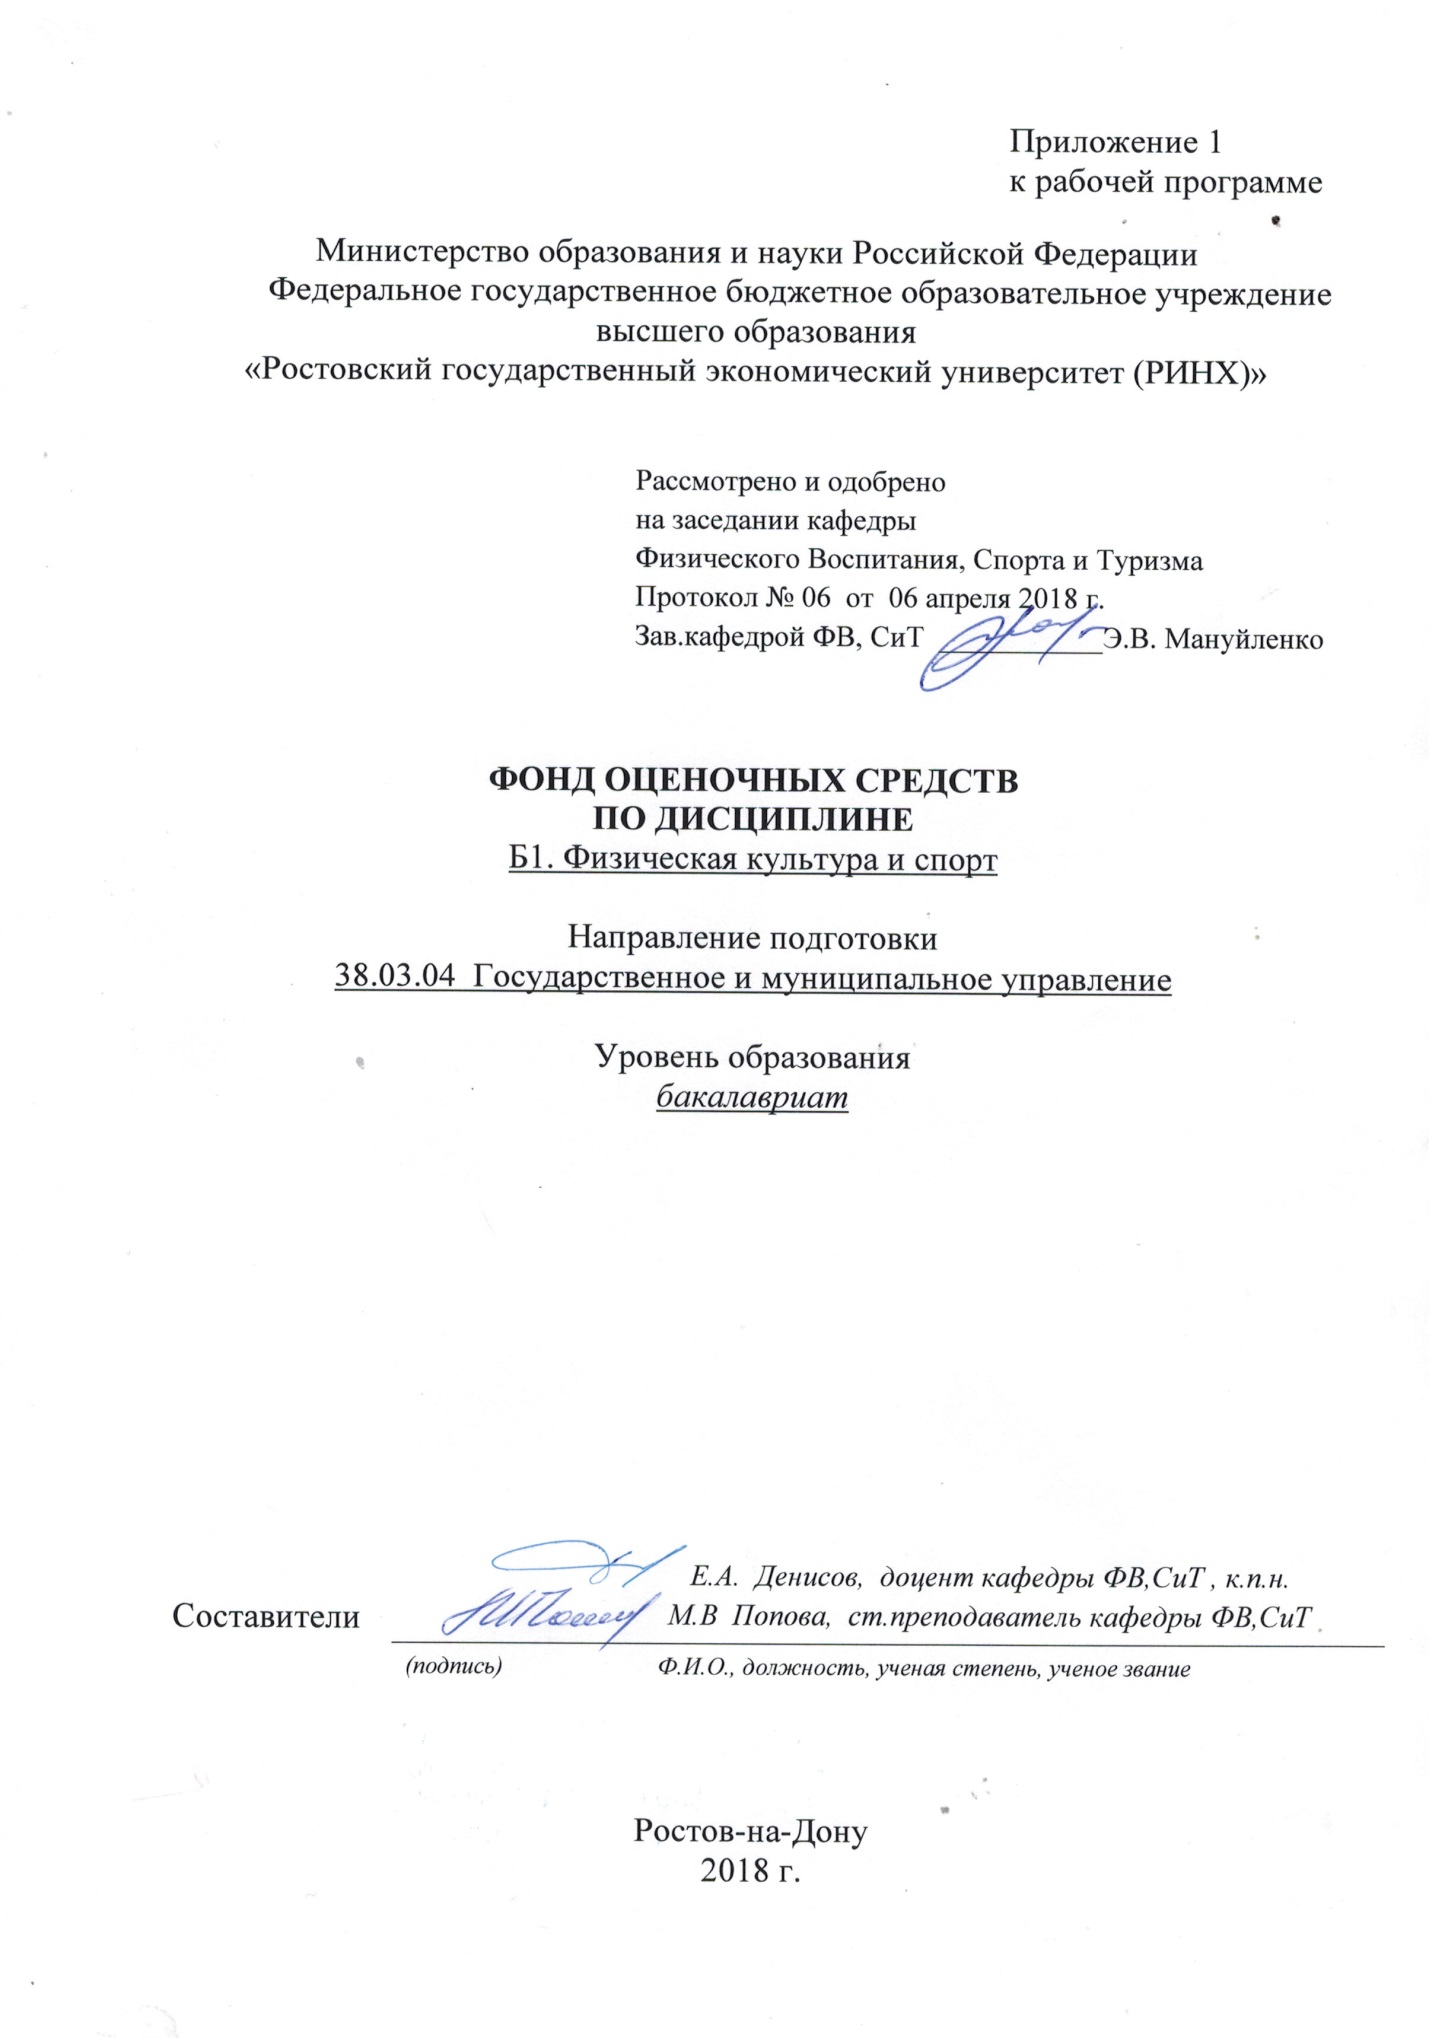 Приложение 1
к рабочей программе
Министерство образования и науки Российской Федерации
Федеральное государственное бюджетное образовательное учреждение
высшего образования
«Ростовский государственный экономический университет (РИНХ)»
Рассмотрено и одобрено
на заседании кафедры
Физического Воспитания, Спорта и Туризма
Протокол № 06 от 06 апреля 2018 г.
Зав.кафедрой ФВ, СиТ ____________Э.В. Мануйленко
ФОНД ОЦЕНОЧНЫХ СРЕДСТВ
ПО ДИСЦИПЛИНЕ
Б1. Физическая культура и спорт
Направление подготовки
38.03.04 Государственное и муниципальное управление
Уровень образования
бакалавриат
Е.А. Денисов, доцент кафедры ФВ,СиТ , к.п.н.
Составители М.В Попова, ст.преподаватель кафедры ФВ,СиТ
(подпись) Ф.И.О., должность, ученая степень, ученое звание
Ростов-на-Дону
2018 г.